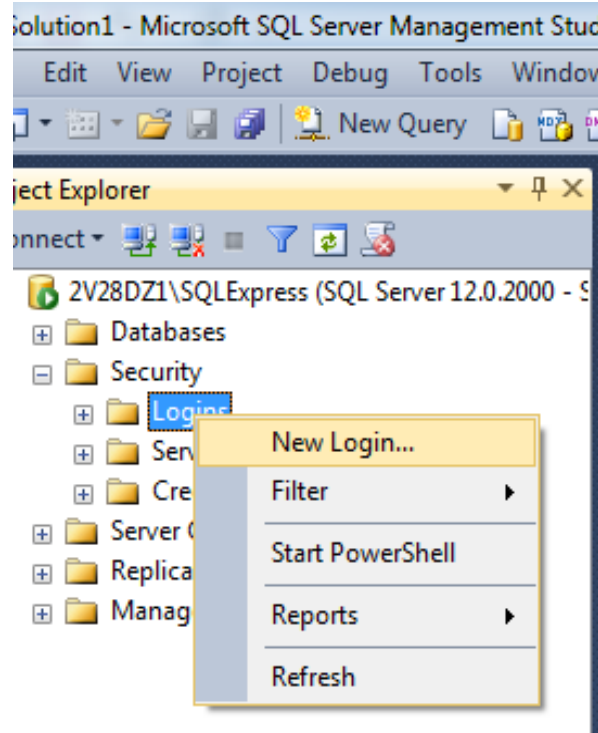 Solution1 - Microsoft SQL Server Management Stud
Edit View Project Debug Tools Window
New Query
ject Explorer
onnect
2V28DZ1\SQLExpress (SQL Server 12.0.2000 - S
Databases
Security
Logins
New Login...
Serv
Cre
Filter
Server
Start PowerShell
Replica
Manag
Reports
Refresh